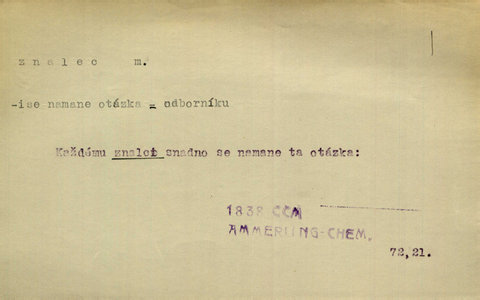 znalec m.
-ise namane otázka = odborníku
Každému znalci snadno se namane ta otázka:
1838 ČČM
AMMERLING-CHEM.
72,21.